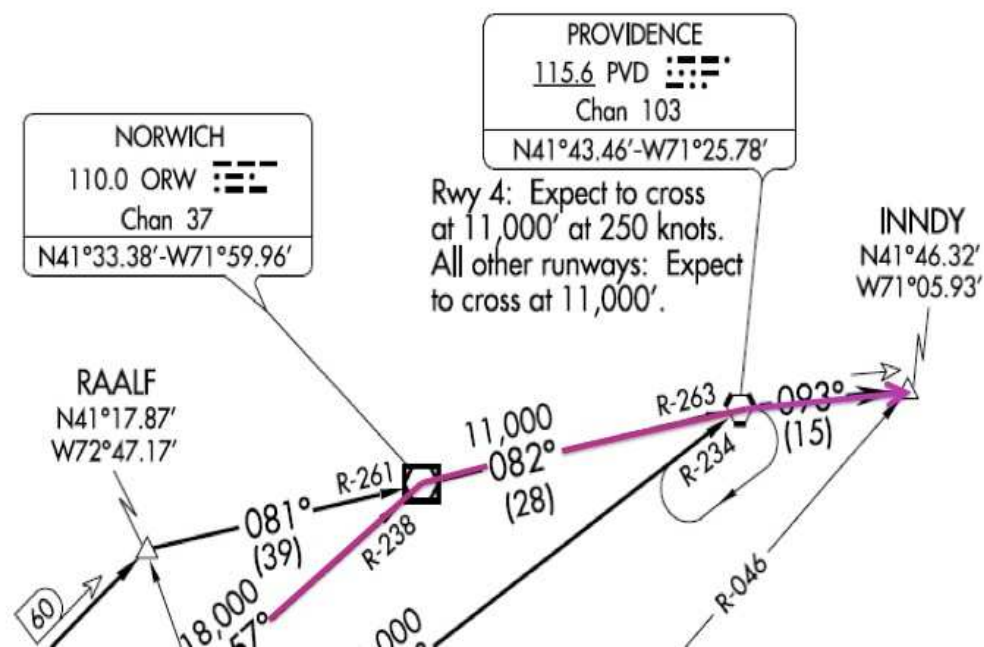 PROVIDENCE
115.6 PVD
Chan 103
N41°43.46'-W71°25.78'
NORWICH
110.0 ORW
Chan 37
N41°33.38'-W71°59.96'
Rwy 4: Expect to cross
at 11,000' at 250 knots.
All other runways: Expect
to cross at 11,000'.
INNDY
N41°46.32'
W71°05.93'
RAALF
N41°17.87'
W72°47.17'
R-263
093°
(15)
11,000
082°
(28)
R-234
R-261
081°
(39)
R-238
R-046
60
18,000
57°
,000